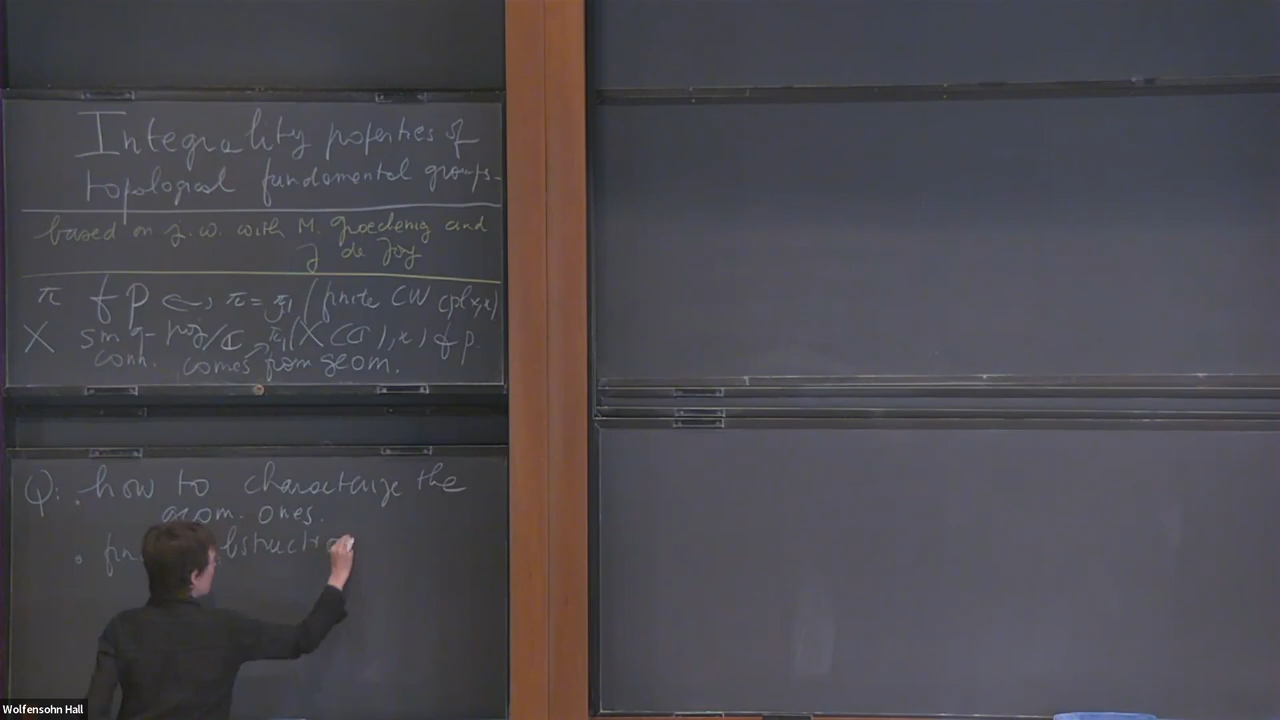 Integrality properties of
topological fundamental groups.
based on j.w. with M. Groechenig and
J de Jong
π f p ↔ π = π₁ (finite CW cplx, x)
X sm q-proj/ℂ π₁(X(ℂ),x) f p.
conn. comes from geom.
Q: • how to characterize the
geom. ones.
• obstructio
Wolfensohn Hall